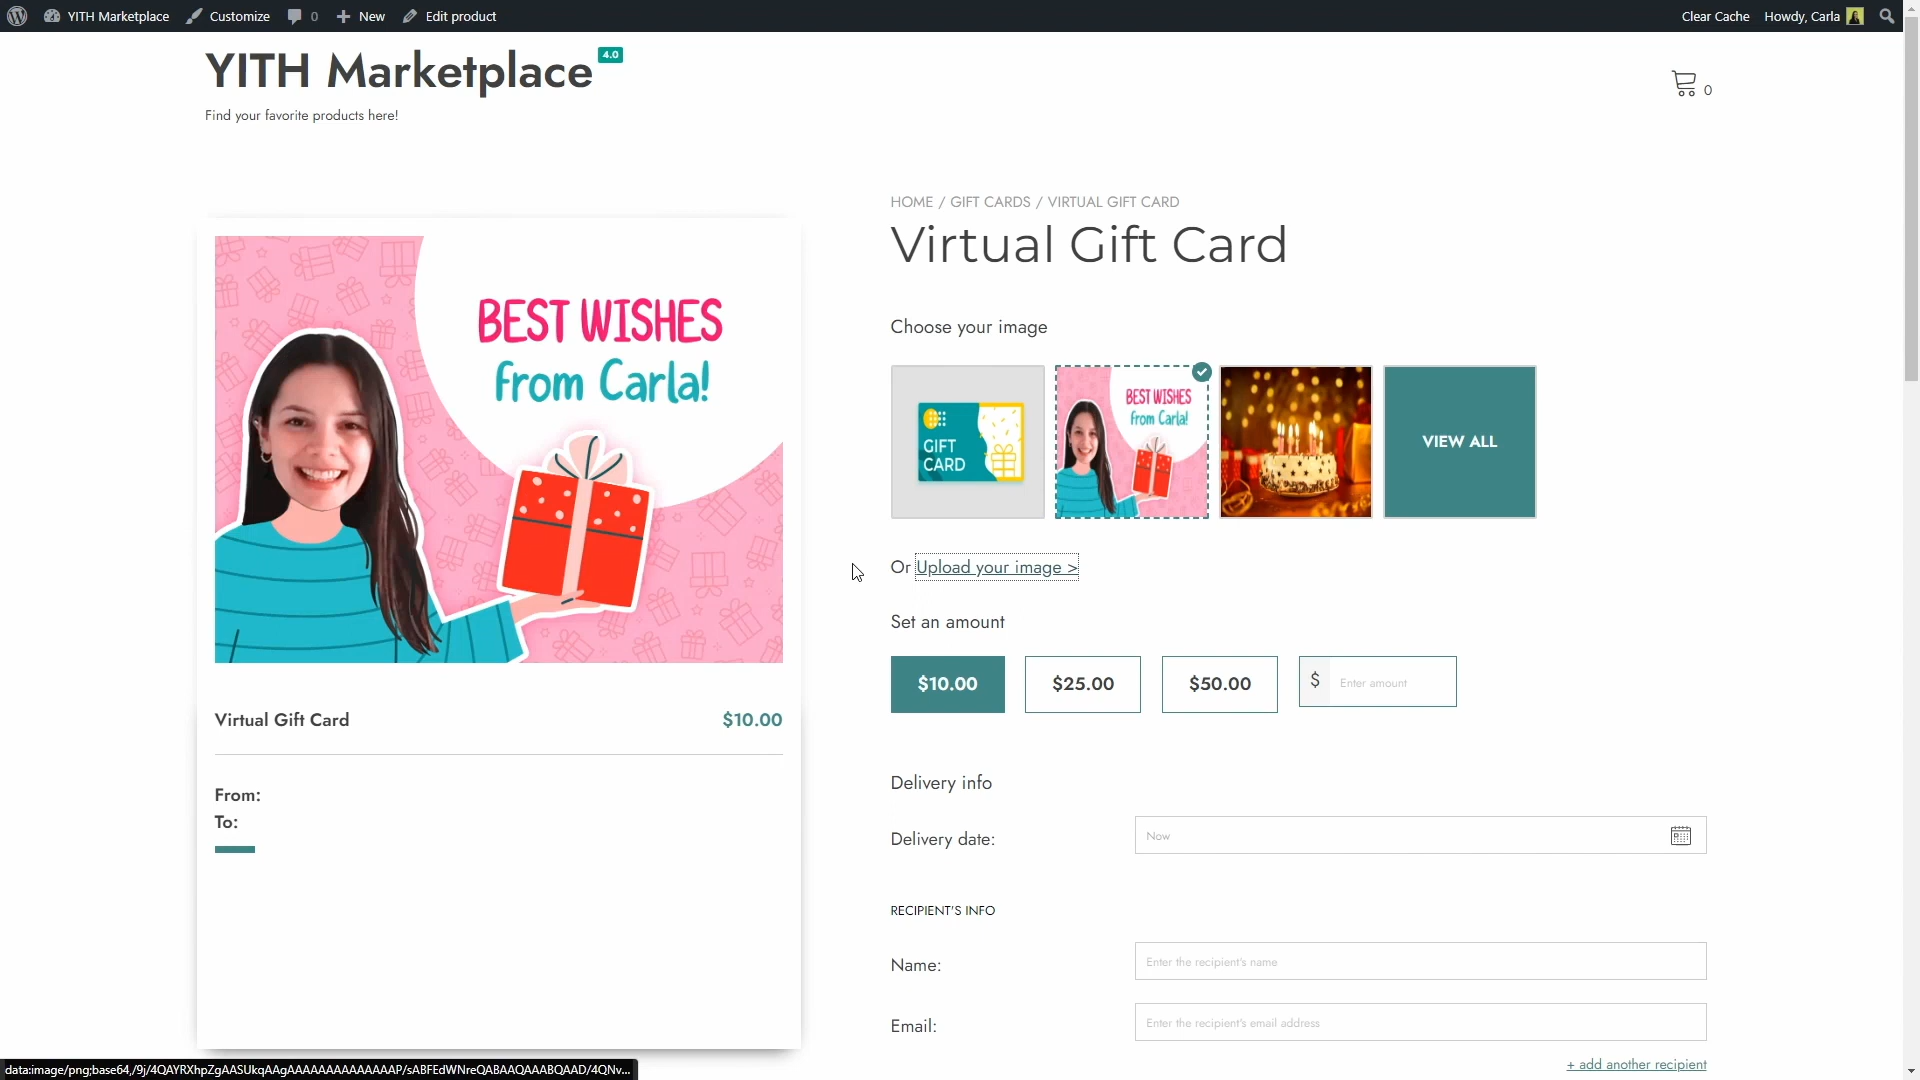 YITH Marketplace
Customize
0
New
Edit product
Clear Cache
Howdy, Carla
YITH Marketplace 4.0
Find your favorite products here!
0
HOME / GIFT CARDS / VIRTUAL GIFT CARD
Virtual Gift Card
BEST WISHES
from Carla!
Choose your image
GIFT
CARD
BEST WISHES
from Carla!
VIEW ALL
Or Upload your image >
Set an amount
$10.00
$25.00
$50.00
$ Enter amount
Virtual Gift Card
$10.00
From:
To:
Delivery info
Delivery date:
Now
RECIPIENT'S INFO
Name:
Enter the recipient's name
Email:
Enter the recipient's email address
+ add another recipient
data:image/png;base64,/9j/4QAYRXhpZgAASUkqAAgAAAAAAAAAAAAAAP/sABFEdWNreQABAAQAAABQAAD/4QNv...